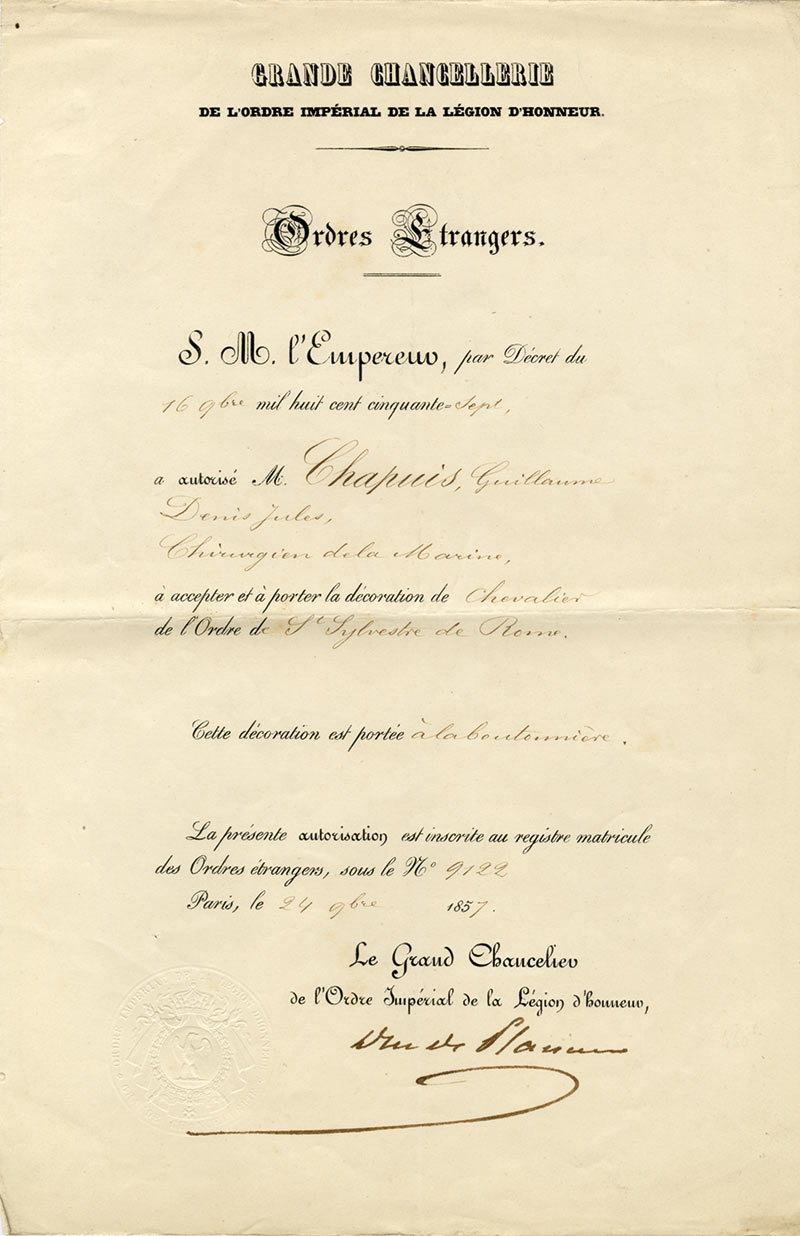 GRANDE CHANCELLERIE
DE L'ORDRE IMPÉRIAL DE LA LÉGION D'HONNEUR.
Ordres Etrangers.
S. M. l'Empereur, par Décret du
16 9bre mil huit cent cinquante=Sept,
a autorisé M. Chapuis, Guillaume
Denis Jules,
Chirurgien de la Marine,
à accepter et à porter la décoration de Chevalier
de l'Ordre de St Sylvestre de Rome.
Cette décoration est portée à la boutonnière.
La présente autorisation est inscrite au registre matricule
des Ordres étrangers, sous le No 9122
Paris, le 24 9bre 1857.
Le Grand Chancelier
de l'Ordre Impérial de la Légion d'honneur,